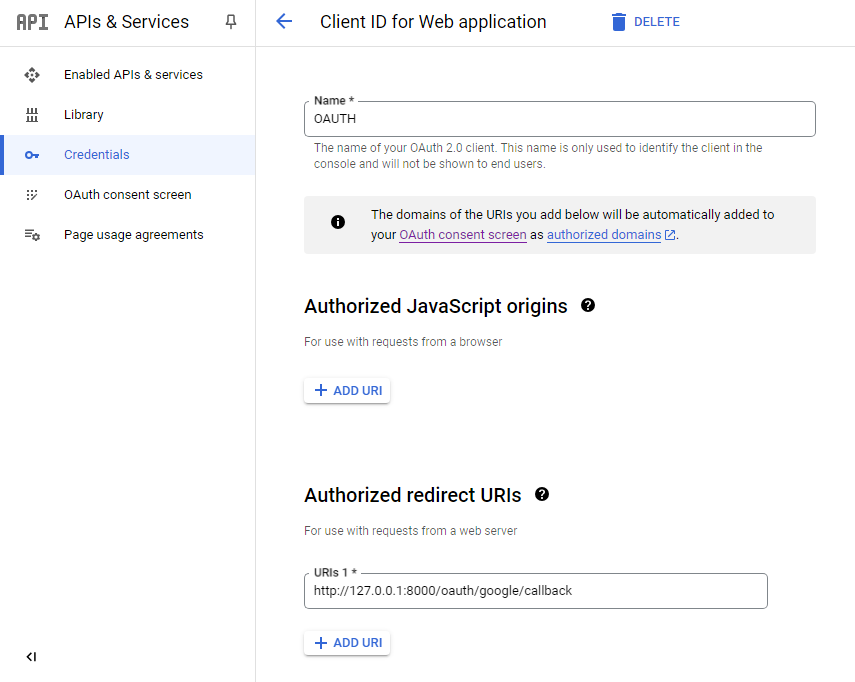 API APIs & Services
Enabled APIs & services
Library
Credentials
OAuth consent screen
Page usage agreements
Client ID for Web application
DELETE
Name *
OAUTH
The name of your OAuth 2.0 client. This name is only used to identify the client in the
console and will not be shown to end users.
The domains of the URIs you add below will be automatically added to
your OAuth consent screen as authorized domains.
Authorized JavaScript origins
For use with requests from a browser
+ ADD URI
Authorized redirect URIs
For use with requests from a web server
URIs 1 *
http://127.0.0.1:8000/oauth/google/callback
+ ADD URI